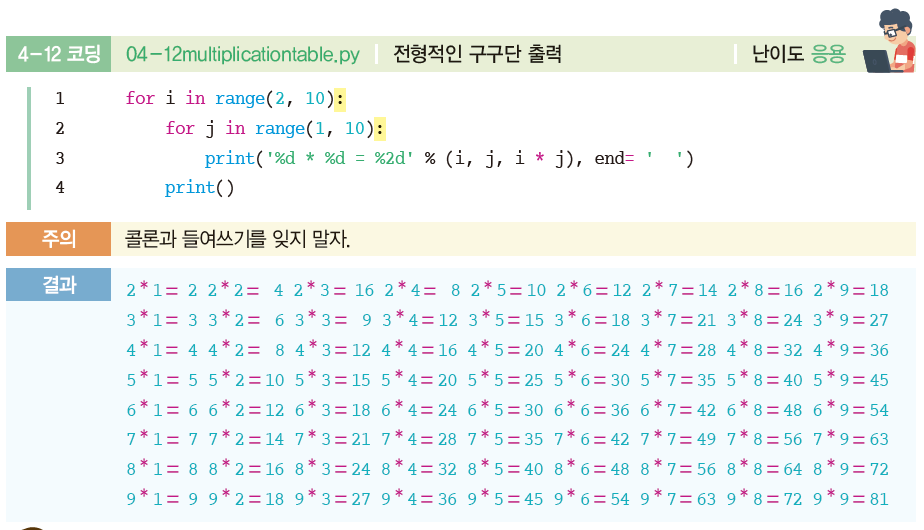 4-12 코딩 04-12multiplicationtable.py 전형적인 구구단 출력 난이도 응용
1 for i in range(2, 10):
2 for j in range(1, 10):
3 print('%d * %d = %2d' % (i, j, i * j), end= '  ')
4 print()
주의 콜론과 들여쓰기를 잊지 말자.
결과 2*1= 2 2*2= 4 2*3= 16 2*4= 8 2*5=10 2*6=12 2*7=14 2*8=16 2*9=18
3*1= 3 3*2= 6 3*3= 9 3*4=12 3*5=15 3*6=18 3*7=21 3*8=24 3*9=27
4*1= 4 4*2= 8 4*3=12 4*4=16 4*5=20 4*6=24 4*7=28 4*8=32 4*9=36
5*1= 5 5*2=10 5*3=15 5*4=20 5*5=25 5*6=30 5*7=35 5*8=40 5*9=45
6*1= 6 6*2=12 6*3=18 6*4=24 6*5=30 6*6=36 6*7=42 6*8=48 6*9=54
7*1= 7 7*2=14 7*3=21 7*4=28 7*5=35 7*6=42 7*7=49 7*8=56 7*9=63
8*1= 8 8*2=16 8*3=24 8*4=32 8*5=40 8*6=48 8*7=56 8*8=64 8*9=72
9*1= 9 9*2=18 9*3=27 9*4=36 9*5=45 9*6=54 9*7=63 9*8=72 9*9=81